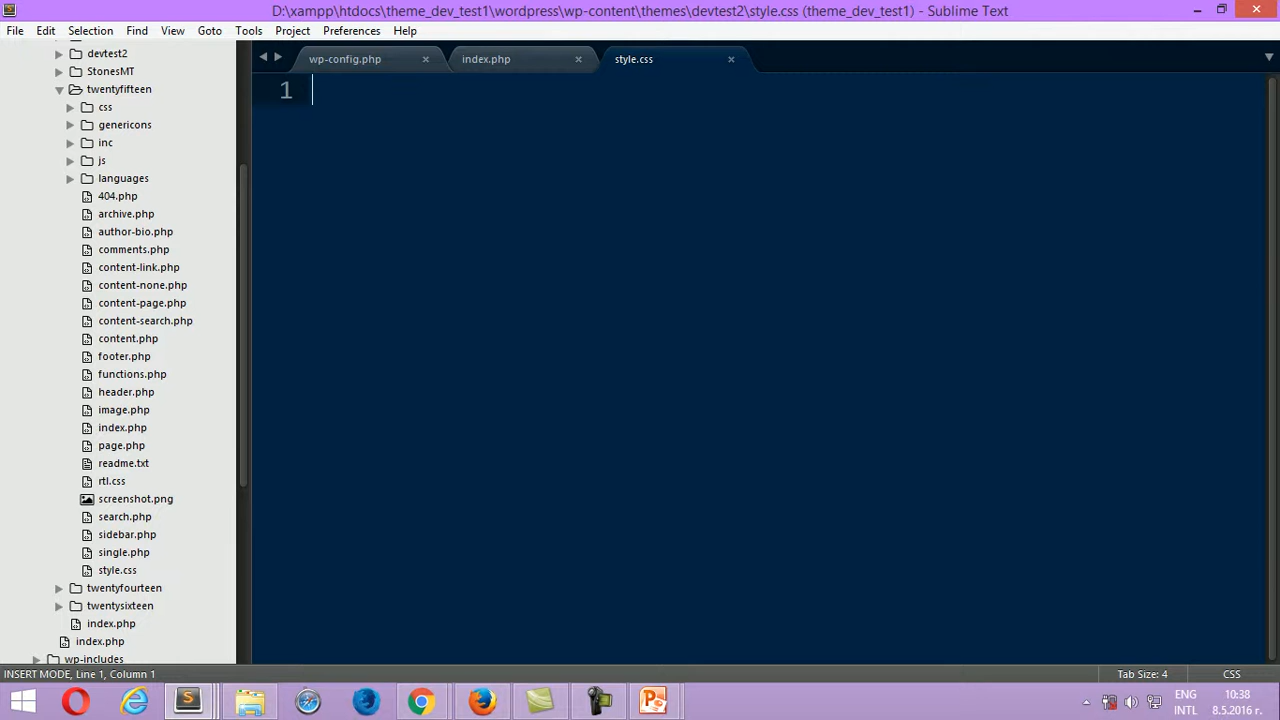 D:\xampp\htdocs\theme_dev_test1\wordpress\wp-content\themes\devtest2\style.css (theme_dev_test1) - Sublime Text
File Edit Selection Find View Goto Tools Project Preferences Help
wp-config.php index.php style.css
1
devtest2
StonesMT
twentyfifteen
css
genericons
inc
js
languages
404.php
archive.php
author-bio.php
comments.php
content-link.php
content-none.php
content-page.php
content-search.php
content.php
footer.php
functions.php
header.php
image.php
index.php
page.php
readme.txt
rtl.css
screenshot.png
search.php
sidebar.php
single.php
style.css
twentyfourteen
twentysixteen
index.php
index.php
wp-includes
INSERT MODE, Line 1, Column 1 Tab Size: 4 CSS
ENG 10:38
INTL 8.5.2016 г.